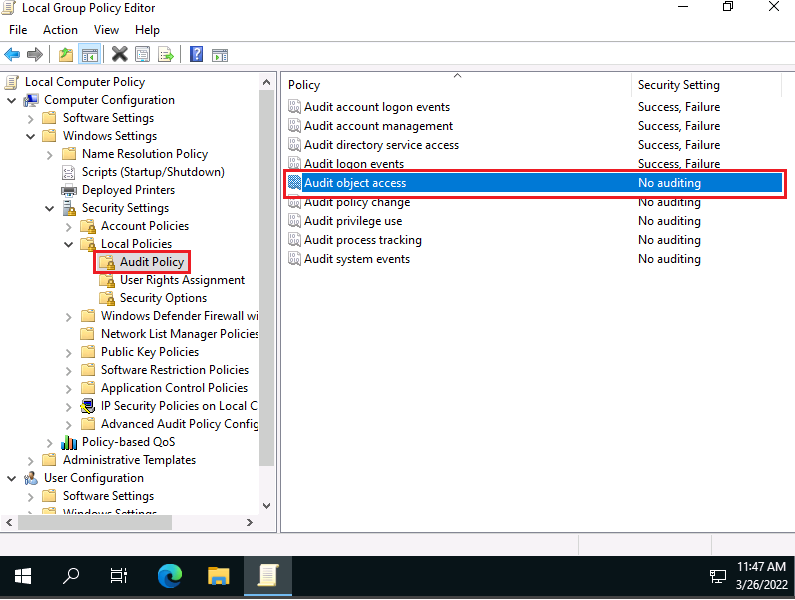 Local Group Policy Editor
File Action View Help
Local Computer Policy
Computer Configuration
Software Settings
Windows Settings
Name Resolution Policy
Scripts (Startup/Shutdown)
Deployed Printers
Security Settings
Account Policies
Local Policies
Audit Policy
User Rights Assignment
Security Options
Windows Defender Firewall wi
Network List Manager Policies
Public Key Policies
Software Restriction Policies
Application Control Policies
IP Security Policies on Local C
Advanced Audit Policy Config
Policy-based QoS
Administrative Templates
User Configuration
Software Settings
Windows Settings
Policy Security Setting
Audit account logon events Success, Failure
Audit account management Success, Failure
Audit directory service access Success, Failure
Audit logon events Success, Failure
Audit object access No auditing
Audit policy change No auditing
Audit privilege use No auditing
Audit process tracking No auditing
Audit system events No auditing
11:47 AM
3/26/2022